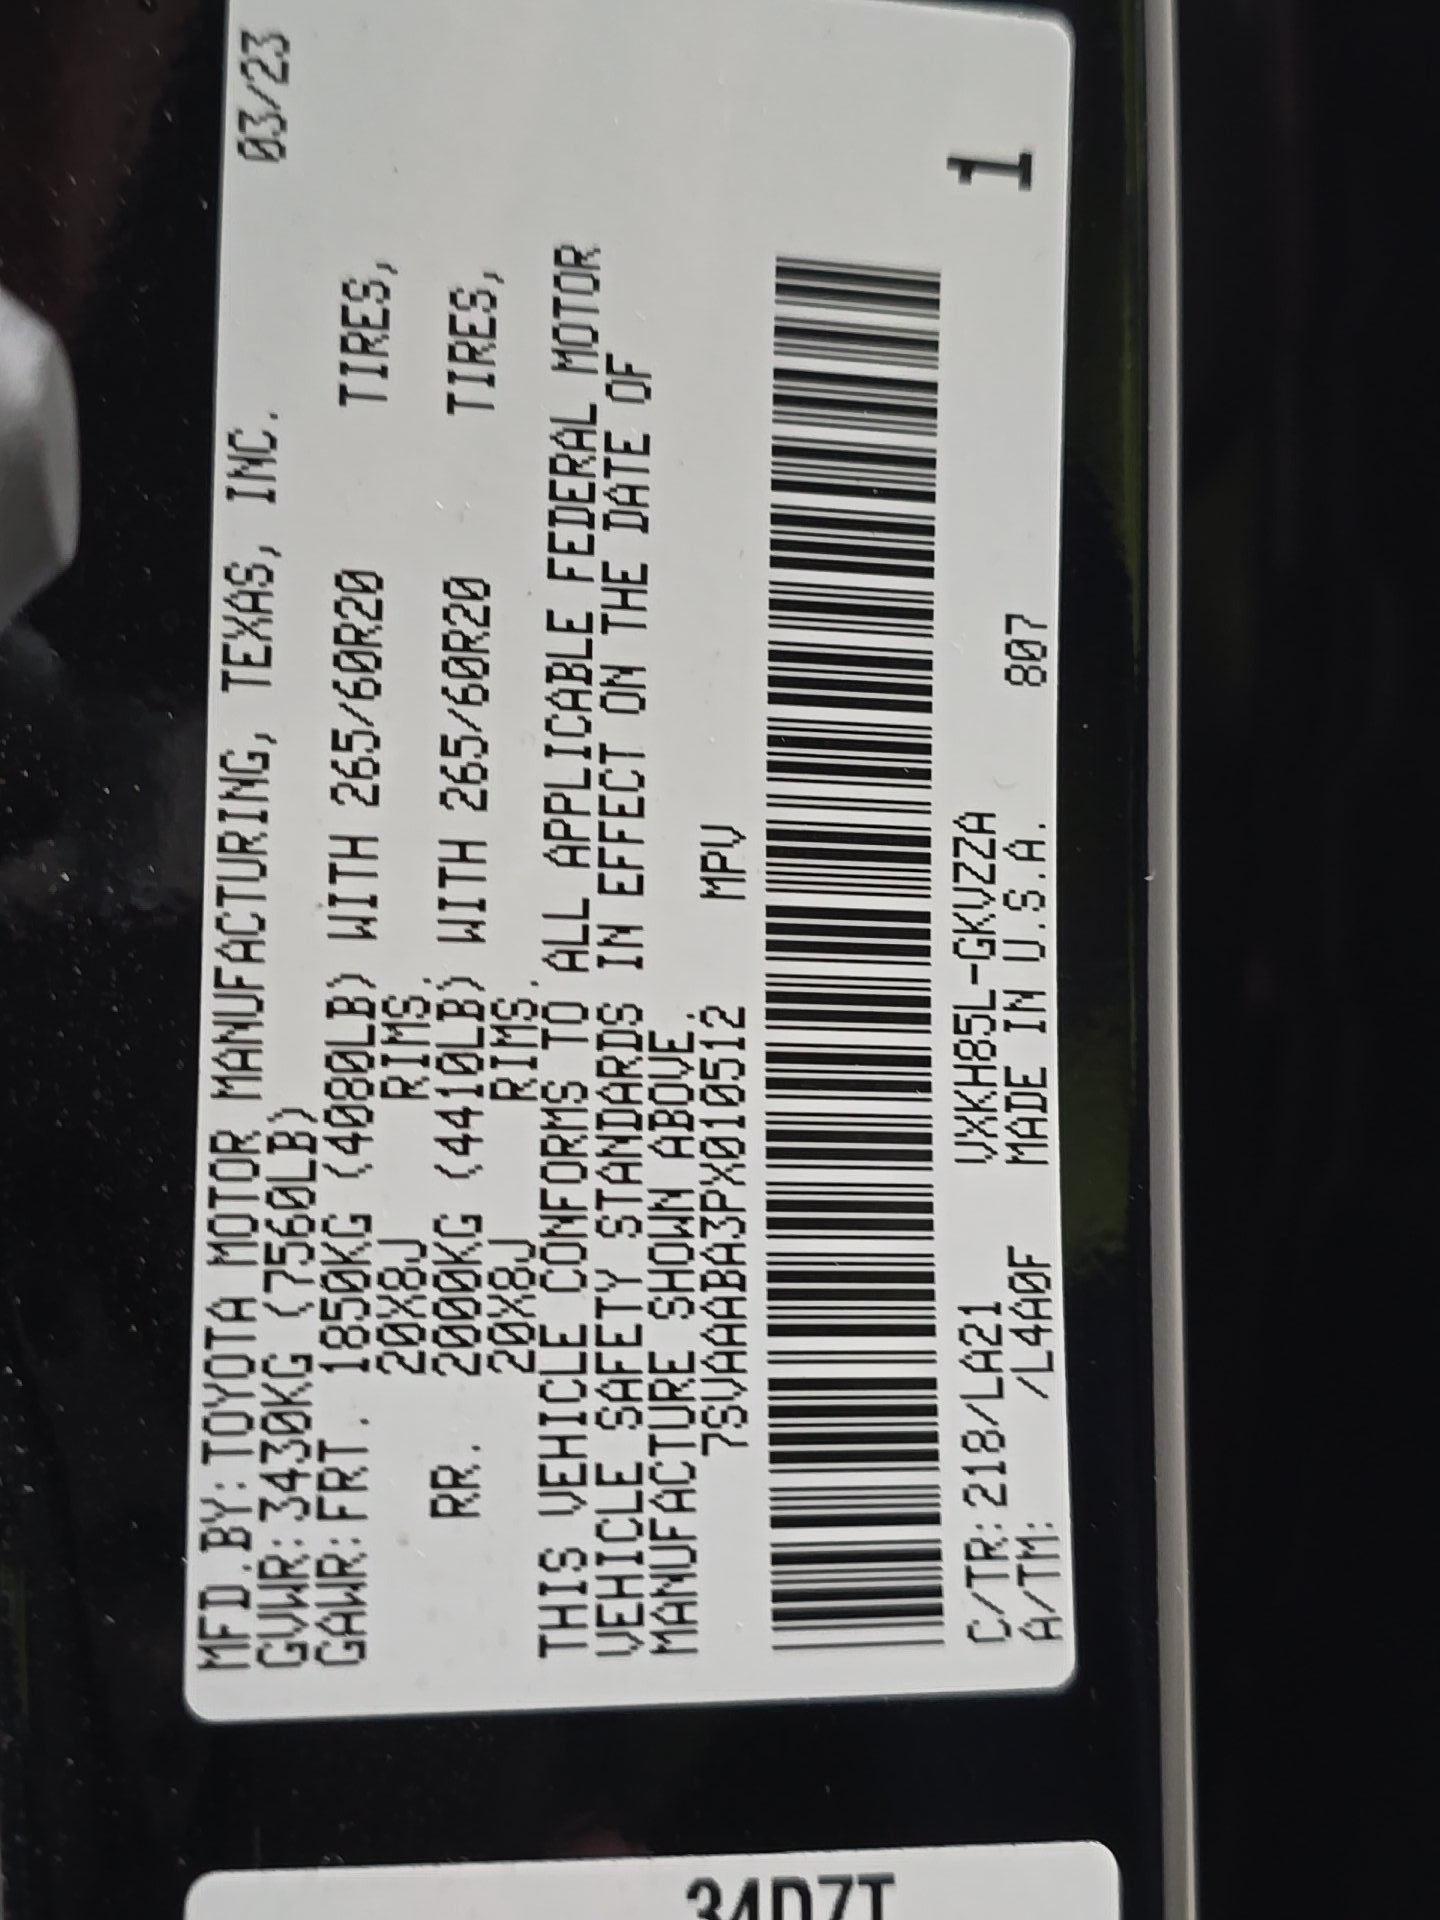 MFD.BY:TOYOTA MOTOR MANUFACTURING, TEXAS, INC. 03/23
GVWR:3430KG (7560LB)
GAWR:FRT. 1850KG (4080LB) WITH 265/60R20 TIRES,
20X8J RIMS,
RR. 2000KG (4410LB) WITH 265/60R20 TIRES,
20X8J RIMS.
THIS VEHICLE CONFORMS TO ALL APPLICABLE FEDERAL MOTOR
VEHICLE SAFETY STANDARDS IN EFFECT ON THE DATE OF
MANUFACTURE SHOWN ABOVE.
7SVAAABA3PX010512 MPV
C/TR:218/LA21 VXKH85L-GKVZZA 1
A/TM: /L4A0F MADE IN U.S.A. 807
34D7T